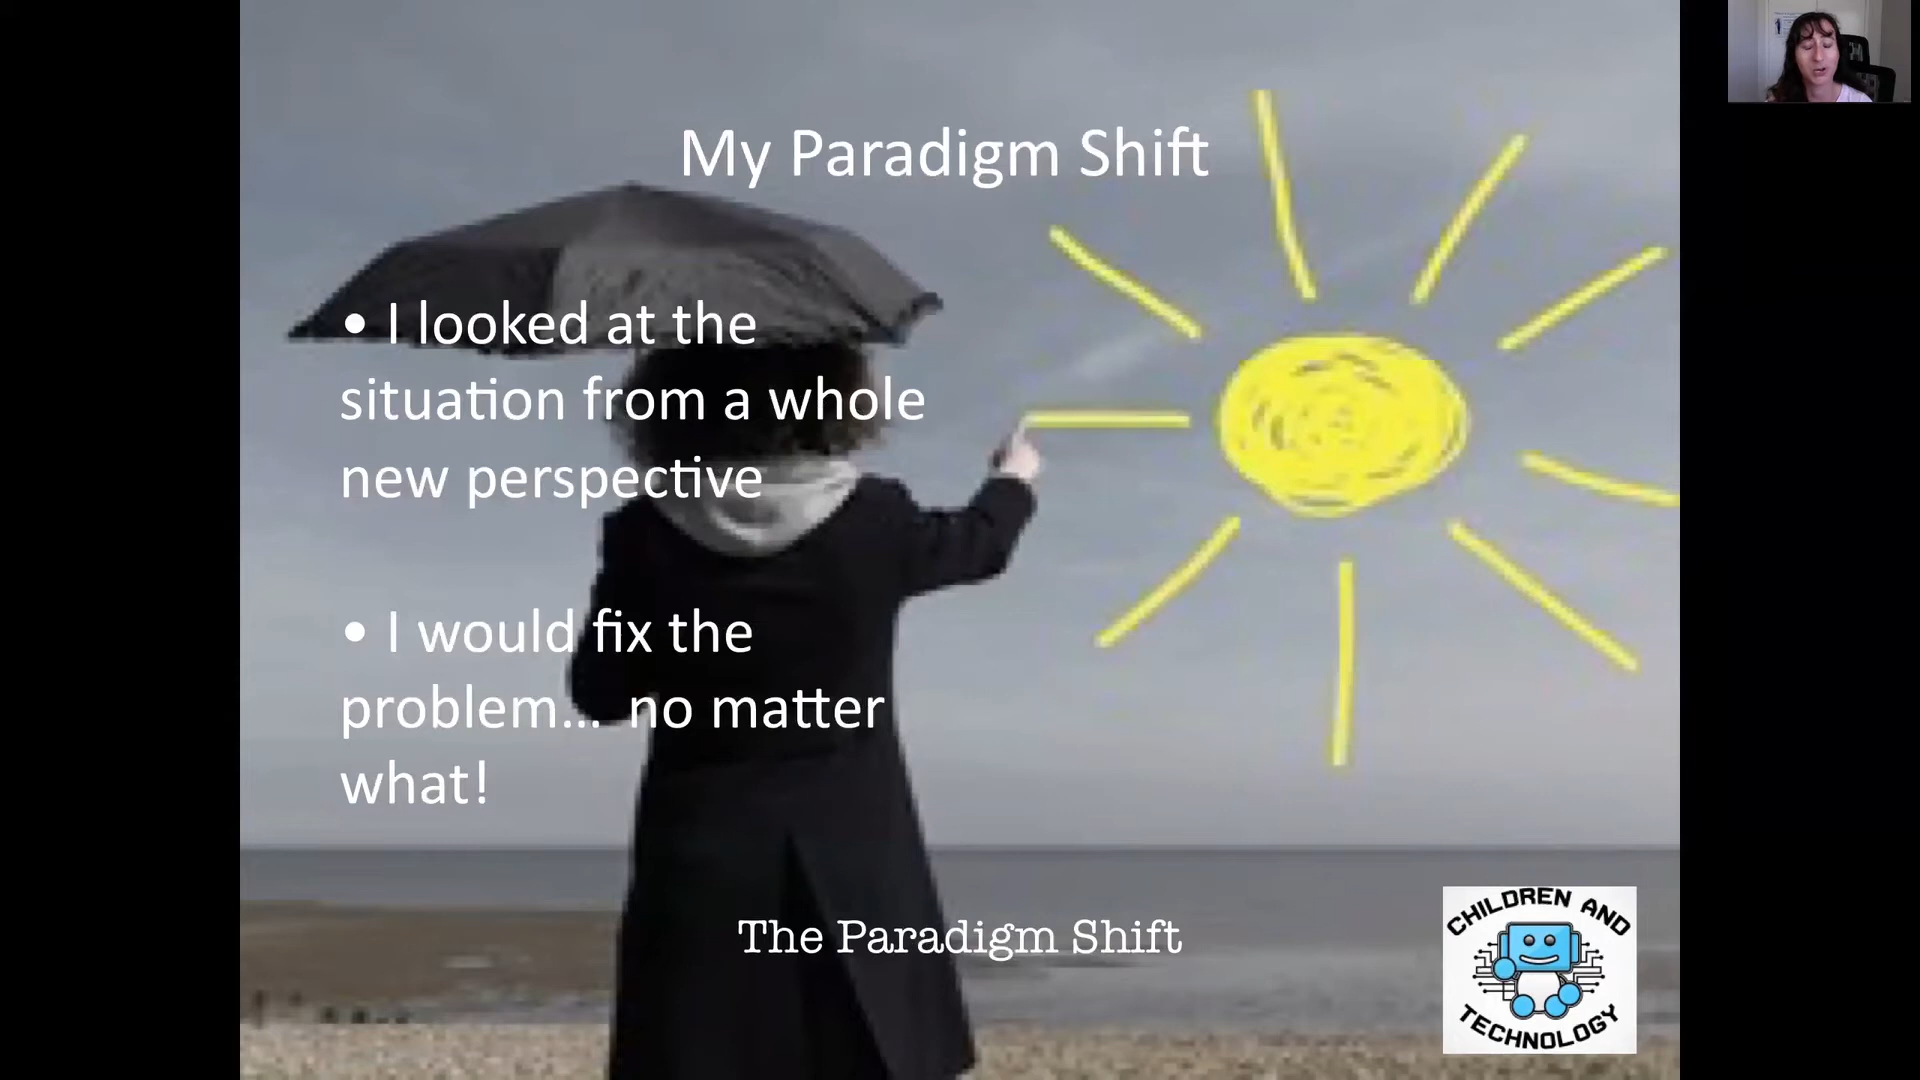 My Paradigm Shift
• I looked at the
situation from a whole
new perspective
• I would fix the
problem... no matter
what!
The Paradigm Shift
CHILDREN AND
TECHNOLOGY